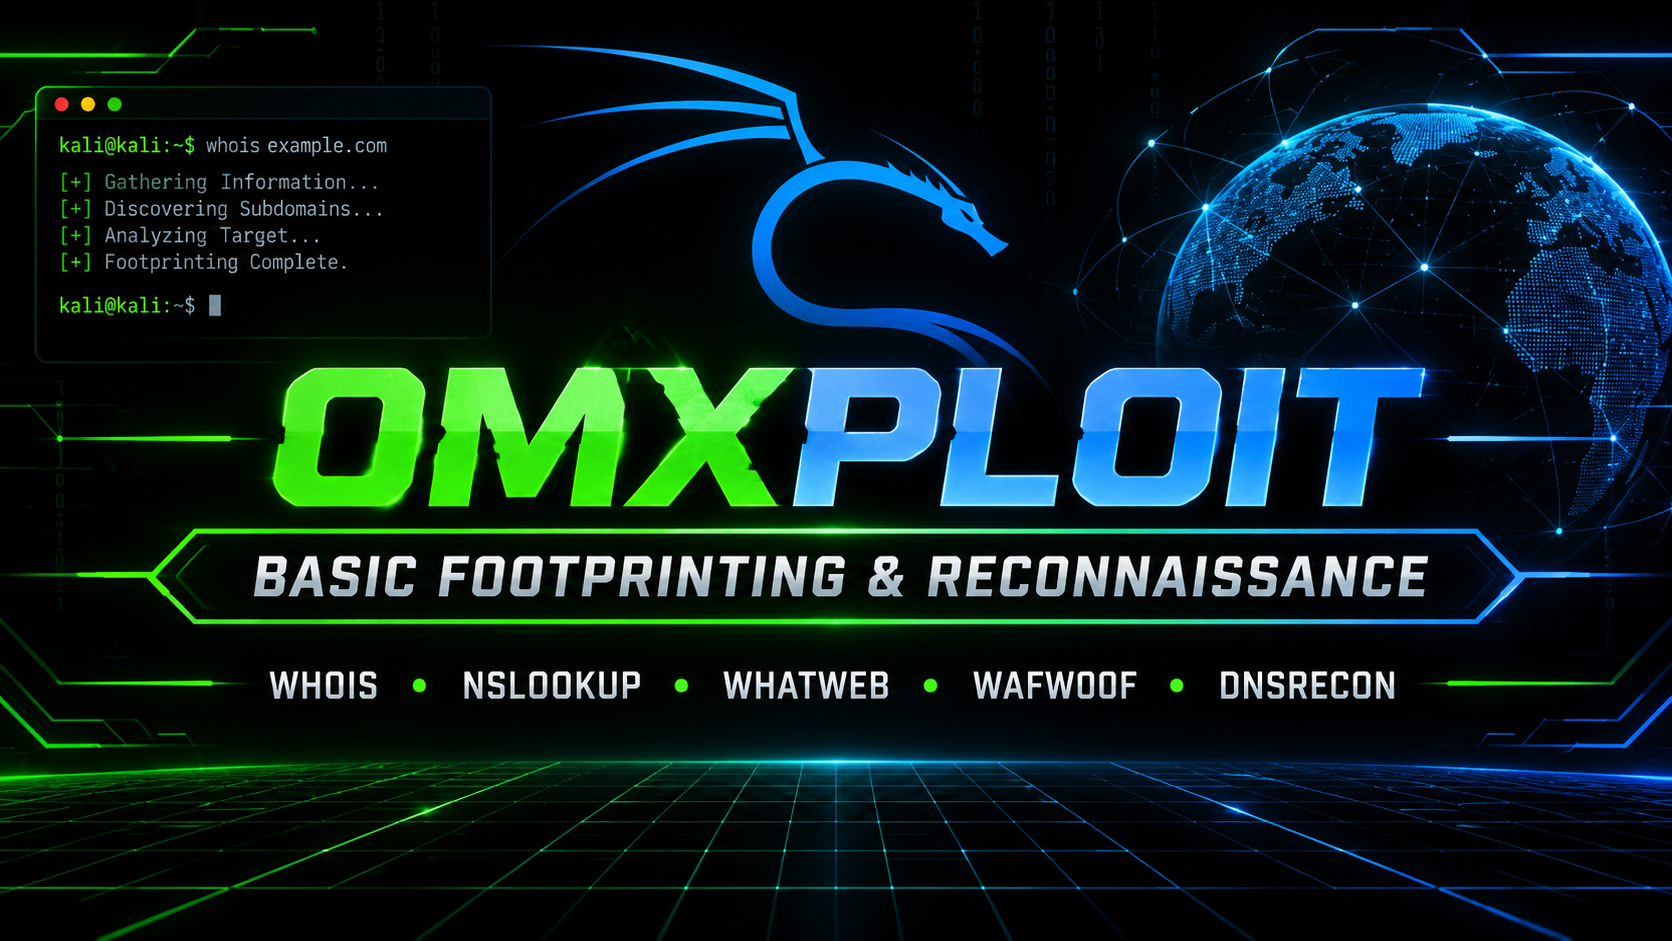 kali@kali:~$ whois example.com
[+] Gathering Information...
[+] Discovering Subdomains...
[+] Analyzing Target...
[+] Footprinting Complete.
kali@kali:~$
OMXPLOIT
BASIC FOOTPRINTING & RECONNAISSANCE
WHOIS • NSLOOKUP • WHATWEB • WAFWOOF • DNSRECON